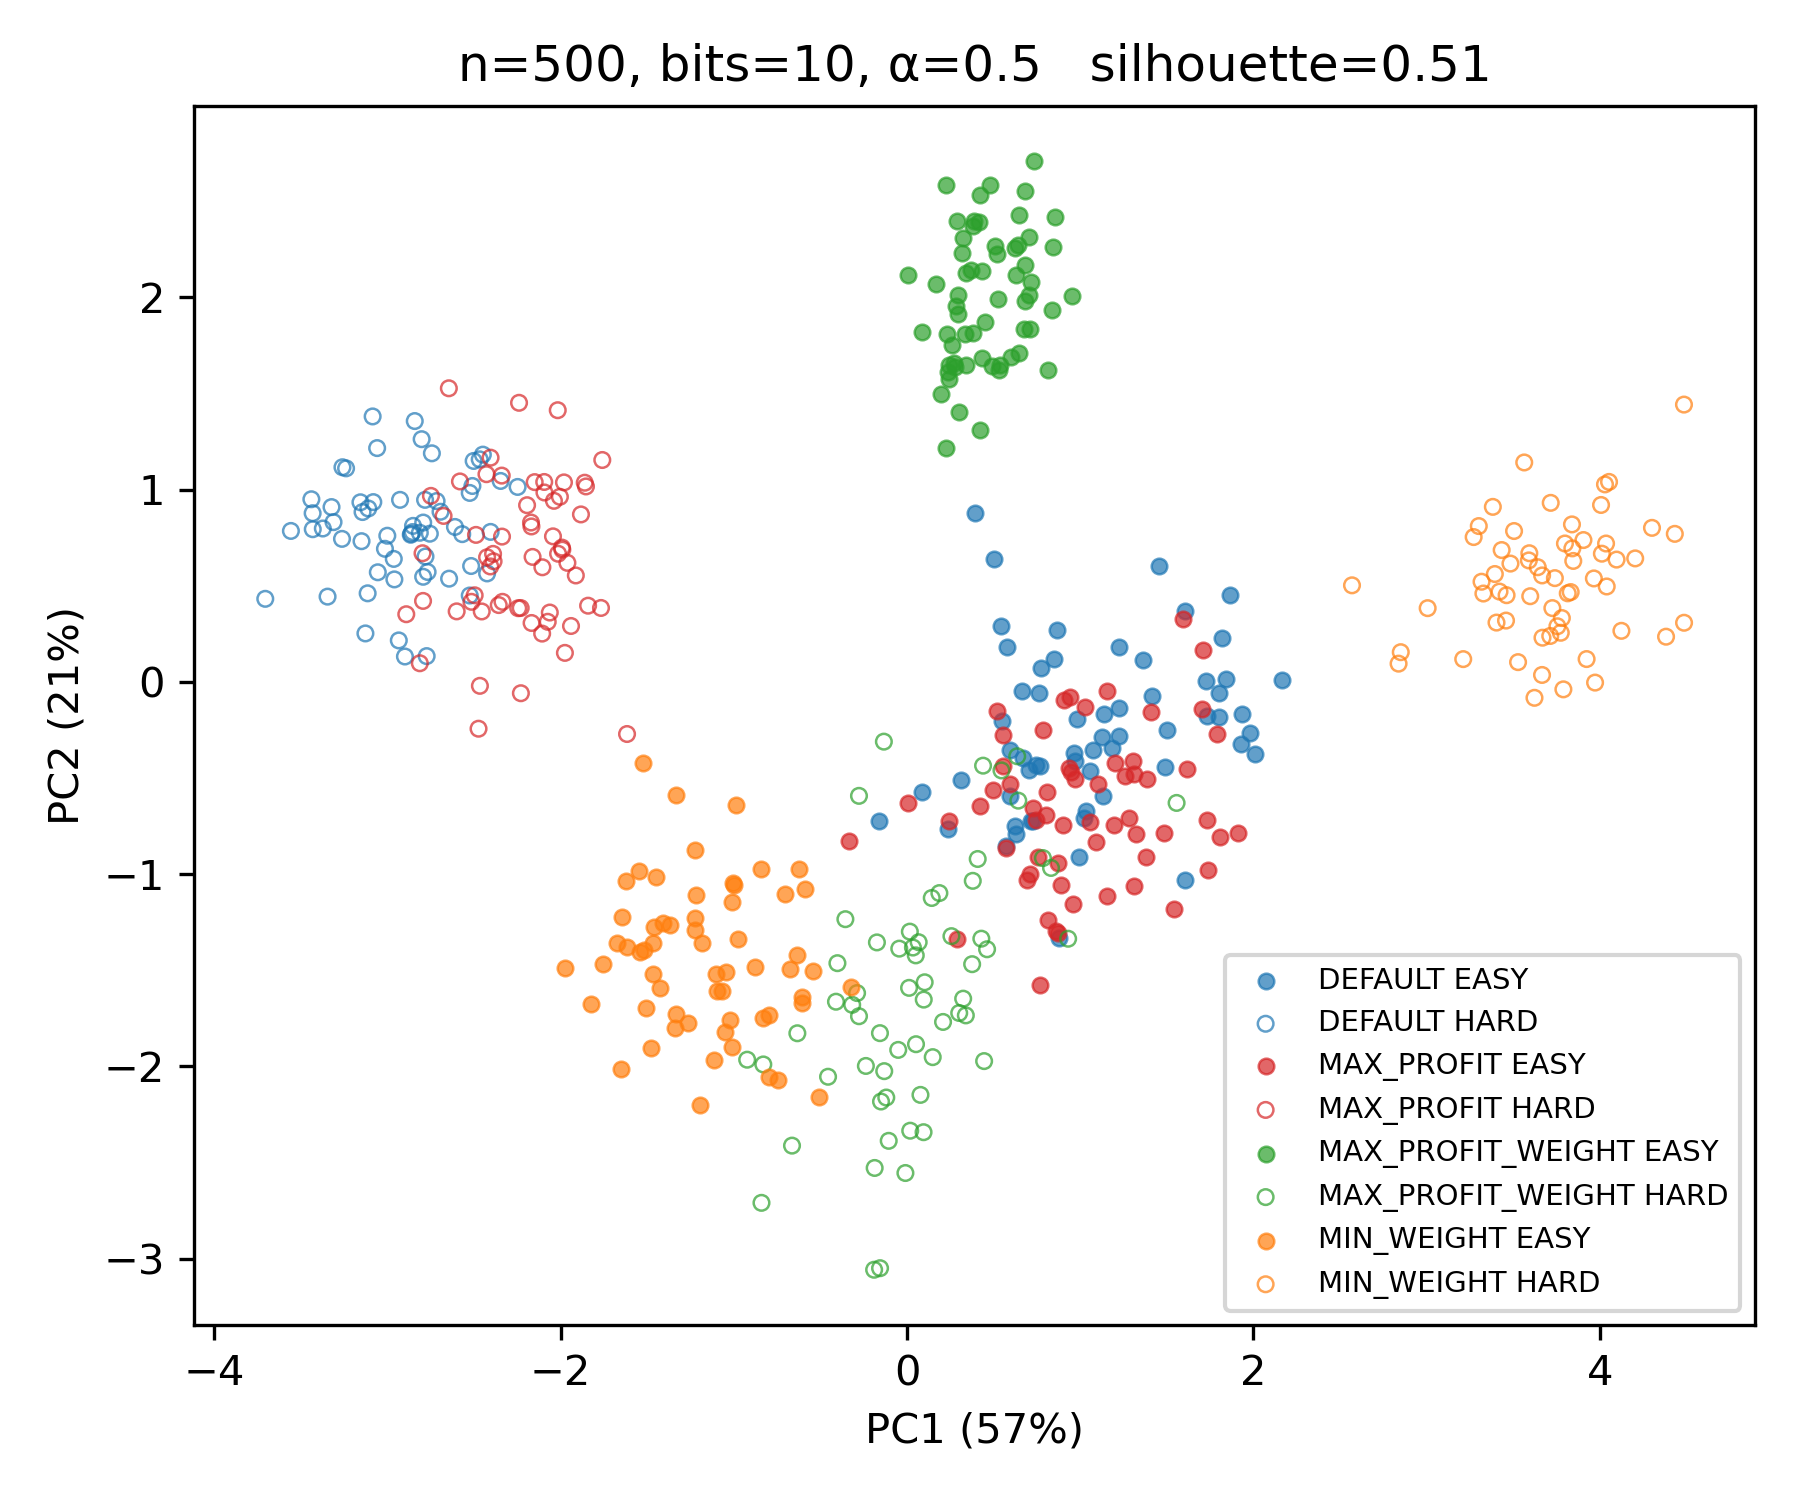 n=500, bits=10, α=0.5   silhouette=0.51
PC2 (21%)
2
1
0
−1
−2
−3
−4
−2
0
2
4
PC1 (57%)
DEFAULT EASY
DEFAULT HARD
MAX_PROFIT EASY
MAX_PROFIT HARD
MAX_PROFIT_WEIGHT EASY
MAX_PROFIT_WEIGHT HARD
MIN_WEIGHT EASY
MIN_WEIGHT HARD